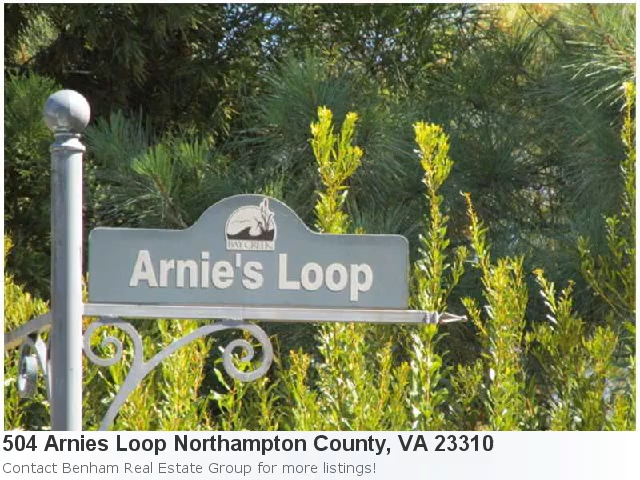 BAY CREEK
Arnie's Loop
504 Arnies Loop Northampton County, VA 23310
Contact Benham Real Estate Group for more listings!